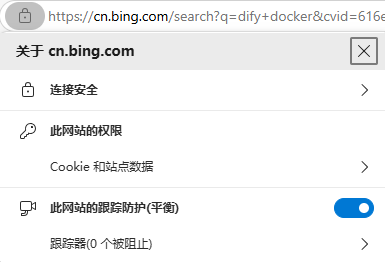 https://cn.bing.com/search?q=dify+docker&cvid=616e
关于 cn.bing.com
连接安全
此网站的权限
Cookie 和站点数据
此网站的跟踪防护(平衡)
跟踪器(0 个被阻止)